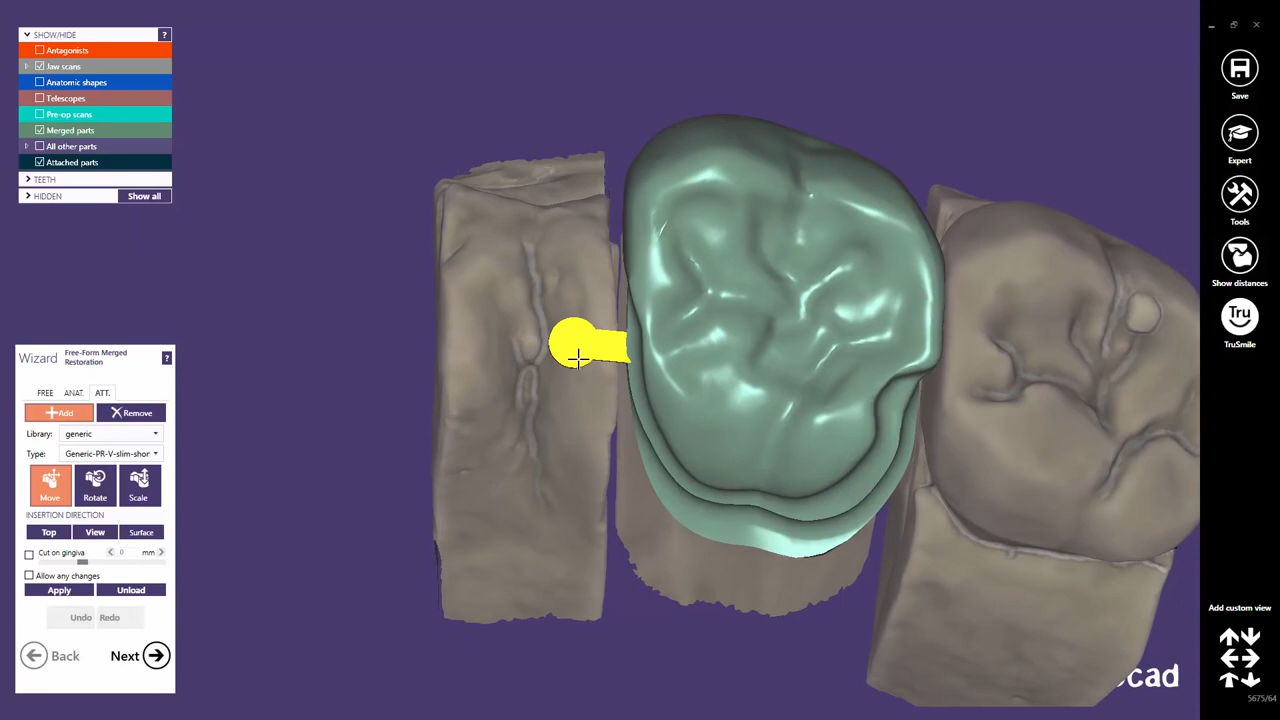 SHOW/HIDE ?
Antagonists
Jaw scans
Anatomic shapes
Telescopes
Pre-op scans
Merged parts
All other parts
Attached parts
TEETH
HIDDEN Show all
Save
Expert
Tools
Show distances
Tru
TruSmile
Wizard Free-Form Merged Restoration ?
FREE ANAT. ATT.
Add Remove
Library: generic
Type: Generic-PR-V-slim-shor
Move Rotate Scale
INSERTION DIRECTION
Top View Surface
Cut on gingiva 0 mm
Allow any changes
Apply Unload
Undo Redo
Back Next
Add custom view
cad
5675/64